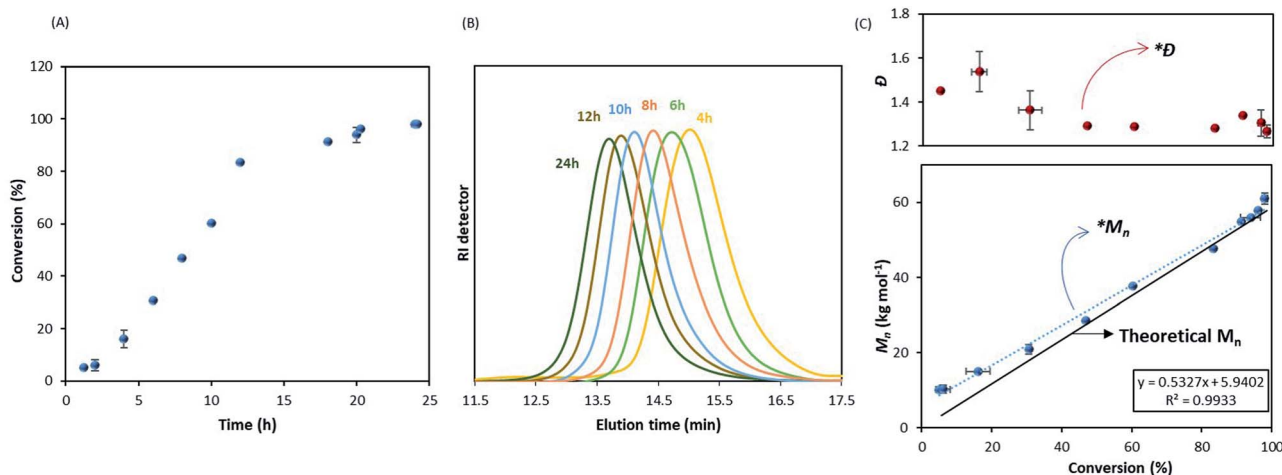 (A)
120
100
80
60
40
20
0
Conversion (%)
0
5
10
15
20
25
Time (h)
(B)
24h
12h
10h
8h
6h
4h
RI detector
11.5
12.5
13.5
14.5
15.5
16.5
17.5
Elution time (min)
(C)
1.8
1.6
1.4
1.2
Đ
*Đ
60
40
20
0
Mn (kg mol-1)
*Mn
Theoretical Mn
y = 0.5327x + 5.9402
R² = 0.9933
0
20
40
60
80
100
Conversion (%)